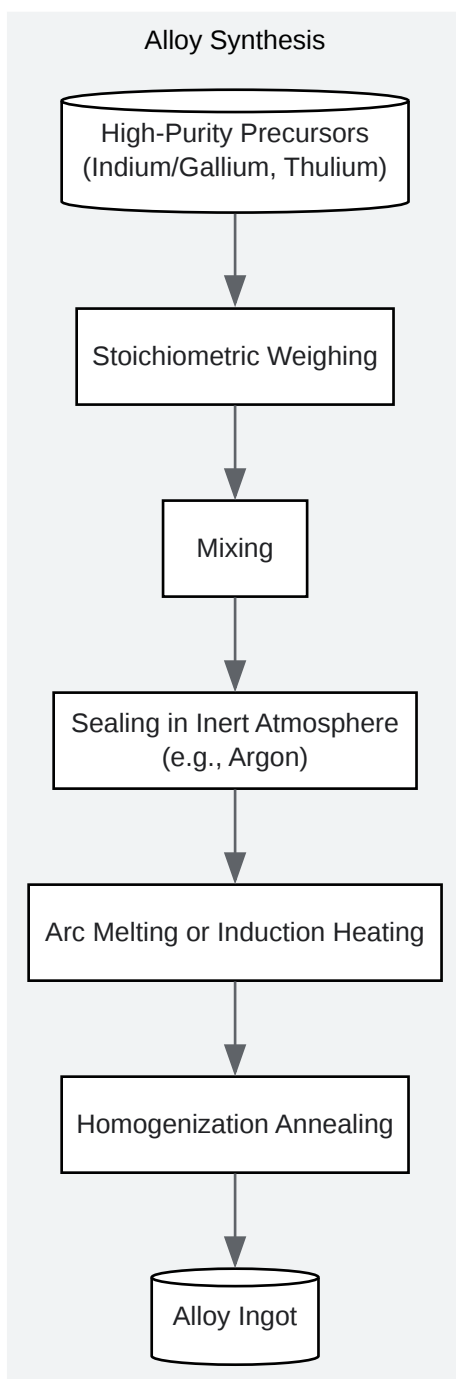 Alloy Synthesis
High-Purity Precursors
(Indium/Gallium, Thulium)
Stoichiometric Weighing
Mixing
Sealing in Inert Atmosphere
(e.g., Argon)
Arc Melting or Induction Heating
Homogenization Annealing
Alloy Ingot